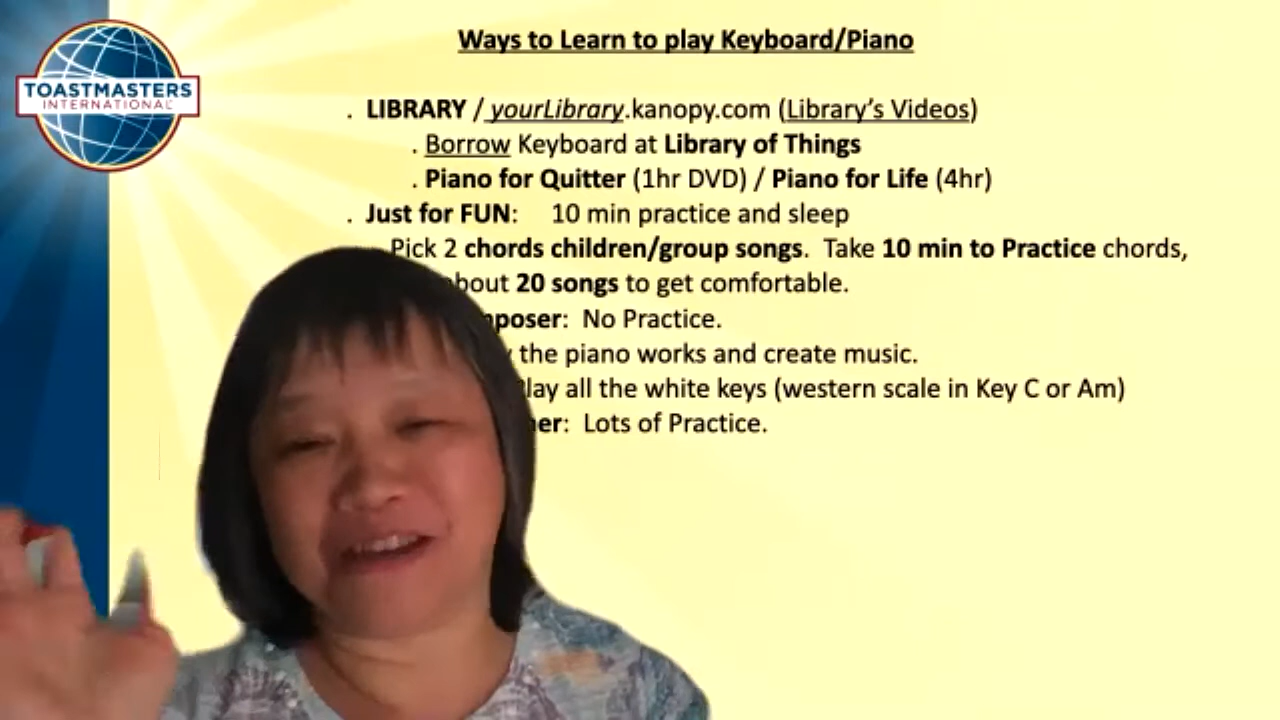 TOASTMASTERS
INTERNATIONAL
Ways to Learn to play Keyboard/Piano
. LIBRARY / yourLibrary.kanopy.com (Library's Videos)
. Borrow Keyboard at Library of Things
. Piano for Quitter (1hr DVD) / Piano for Life (4hr)
. Just for FUN: 10 min practice and sleep
Pick 2 chords children/group songs. Take 10 min to Practice chords,
about 20 songs to get comfortable.
: No Practice.
the piano works and create music.
all the white keys (western scale in Key C or Am)
: Lots of Practice.